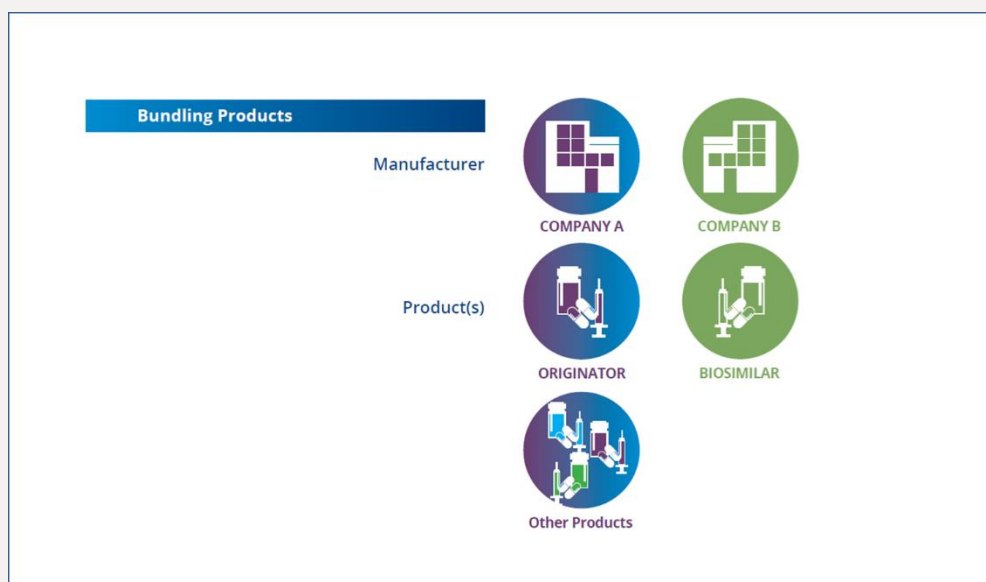 Bundling Products
Manufacturer
COMPANY A
COMPANY B
Product(s)
ORIGINATOR
BIOSIMILAR
Other Products